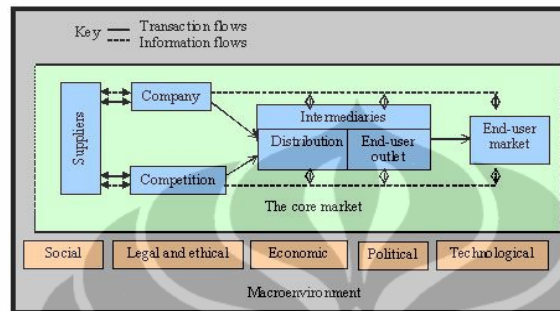 Key
Transaction flows
Information flows
Suppliers
Company
Competition
Intermediaries
Distribution
End-user
outlet
End-user
market
The core market
Social
Legal and ethical
Economic
Political
Technological
Macroenvironment